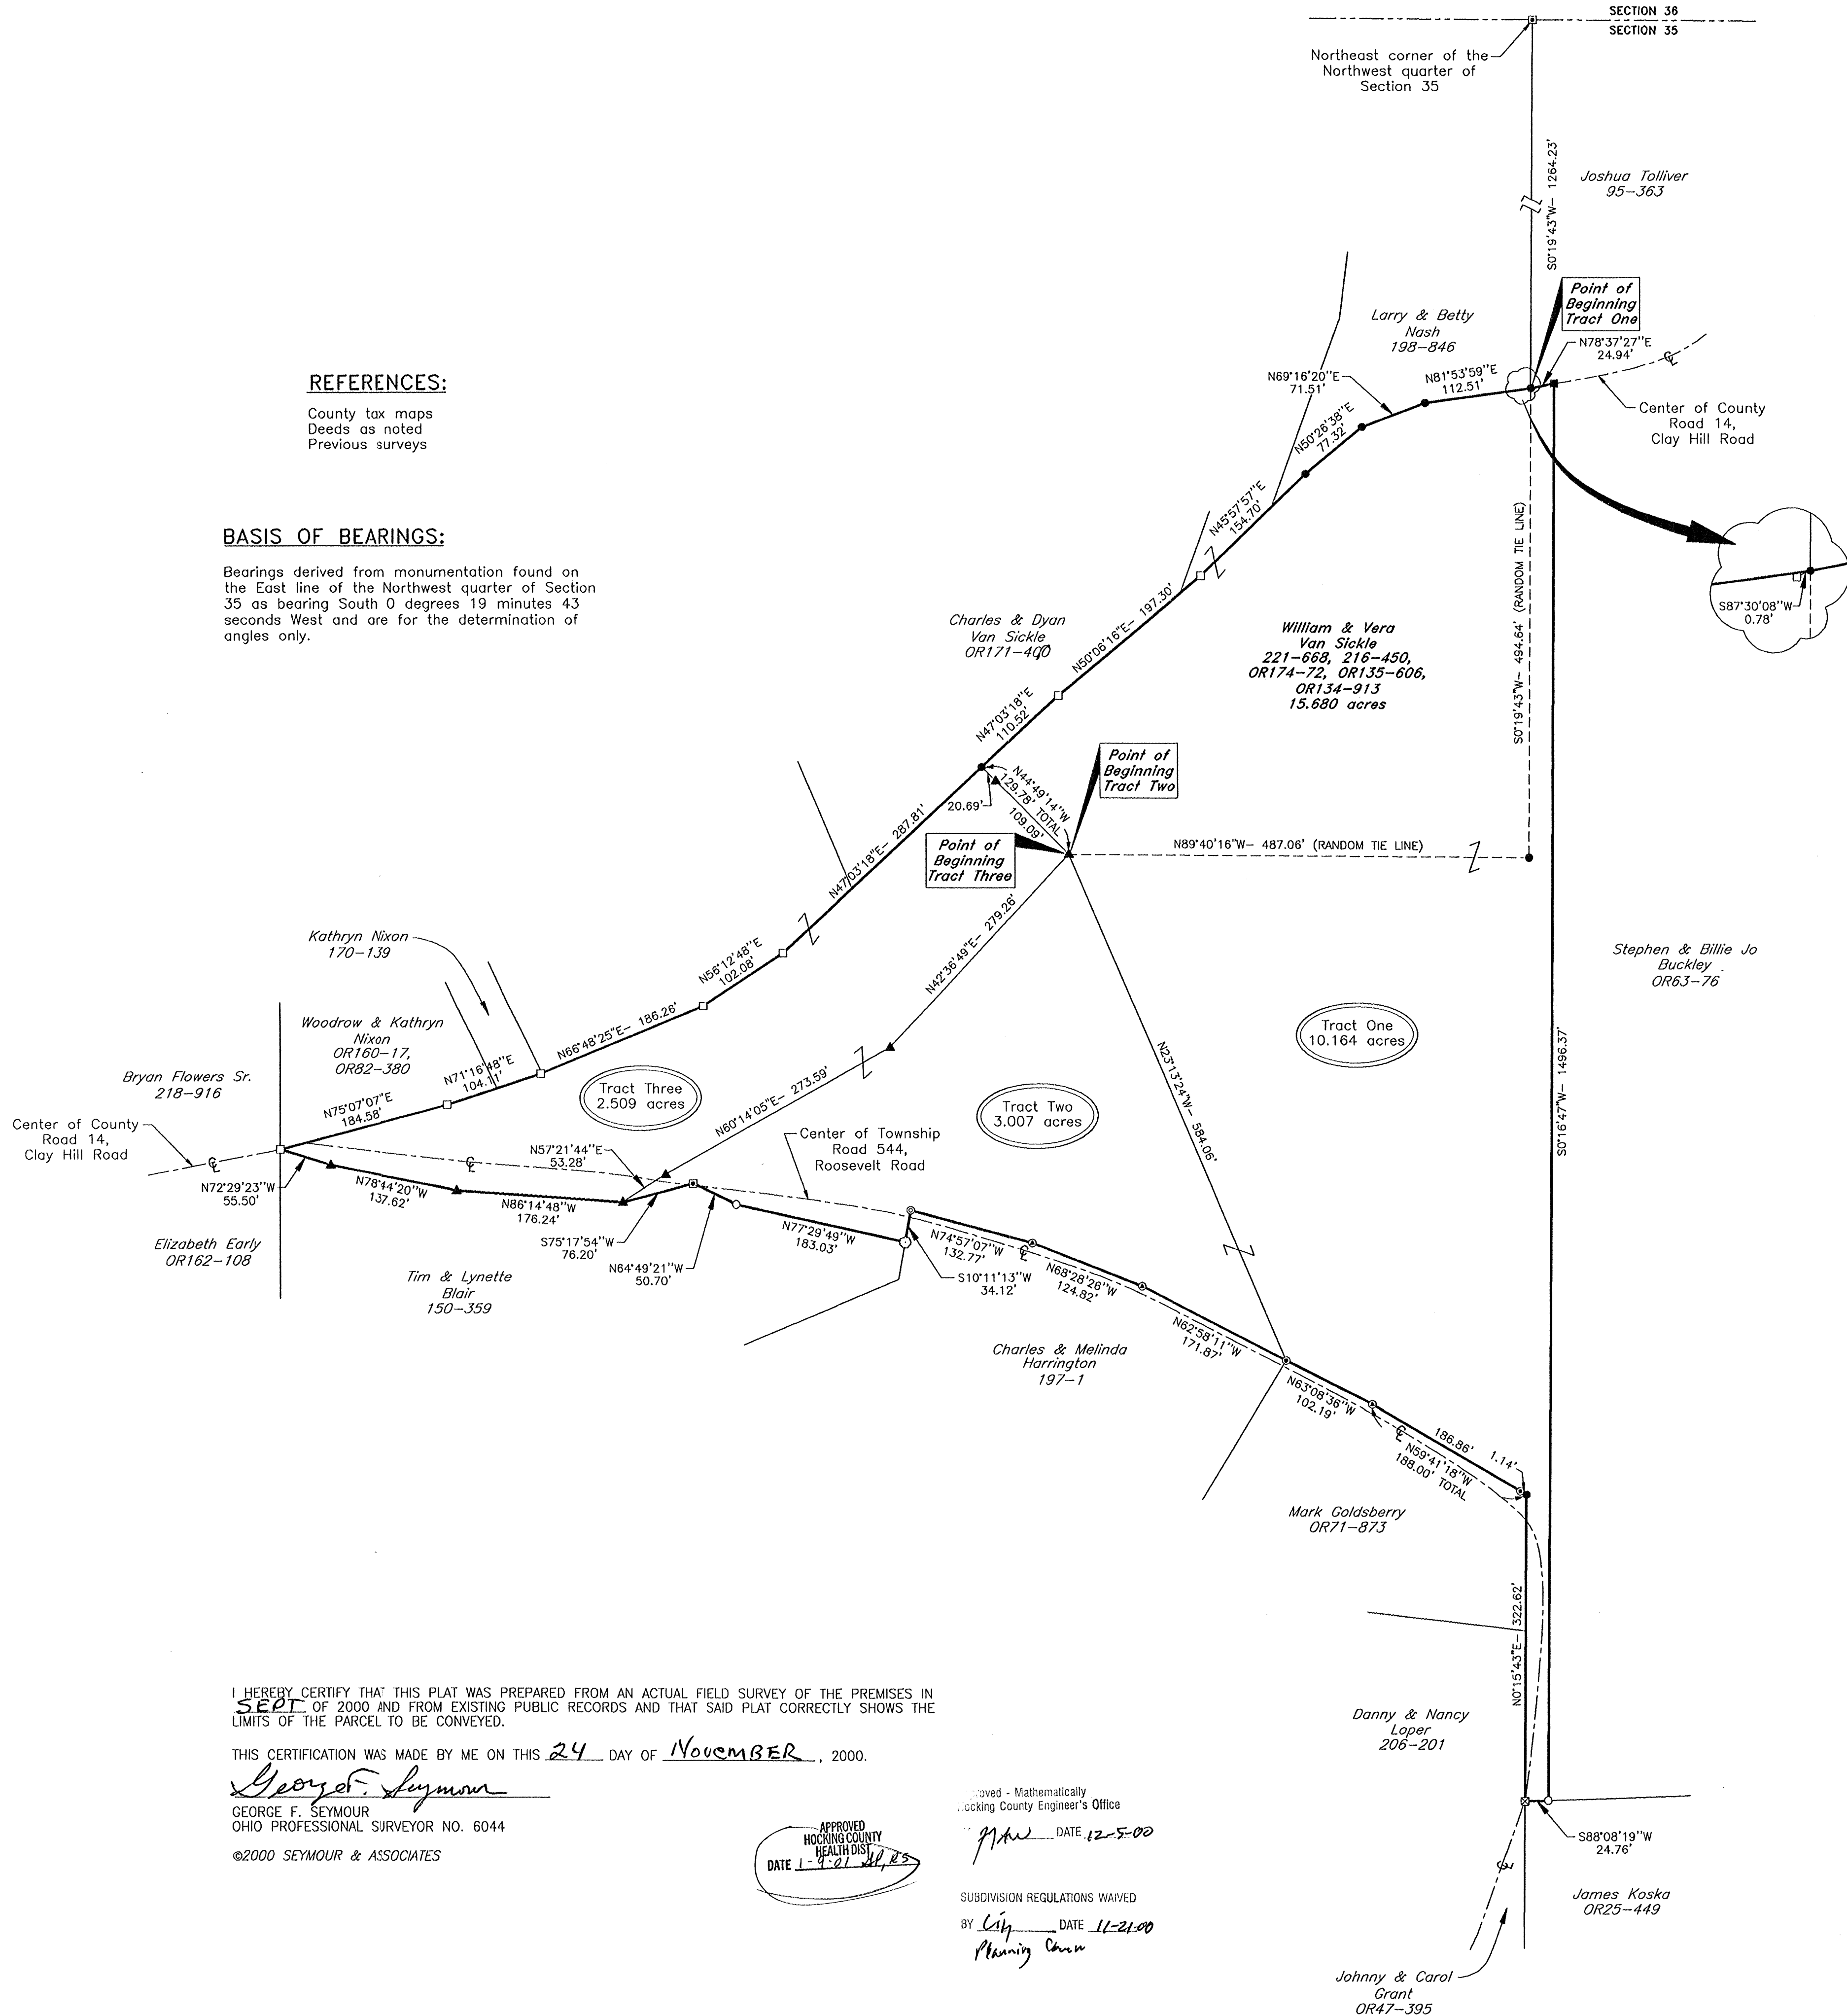 SECTION 36
SECTION 35
Northeast corner of the
Northwest quarter of
Section 35
S0°19'43"W- 1264.23'
Joshua Tolliver
95-363
Point of
Beginning
Tract One
Larry & Betty
Nash
198-846
N78°37'27"E
24.94'
N69°16'20"E
71.51'
N81°53'59"E
112.51'
Center of County
Road 14,
Clay Hill Road
REFERENCES:
County tax maps
Deeds as noted
Previous surveys
N50°26'38"E
77.32'
N45°57'57"E
154.70'
BASIS OF BEARINGS:
Bearings derived from monumentation found on
the East line of the Northwest quarter of Section
35 as bearing South 0 degrees 19 minutes 43
seconds West and are for the determination of
angles only.
S0°19'43"W- 494.64' (RANDOM TIE LINE)
S87°30'08"W
0.78'
Charles & Dyan
Van Sickle
OR171-400
N50°06'16"E- 197.30'
William & Vera
Van Sickle
221-668, 216-450,
OR174-72, OR135-606,
OR134-913
15.680 acres
N47°03'18"E
110.52'
N44°49'14"W
129.78' TOTAL
109.09'
20.69'
Point of
Beginning
Tract Two
Point of
Beginning
Tract Three
N89°40'16"W- 487.06' (RANDOM TIE LINE)
N47°03'18"E- 287.81'
N42°36'49"E- 279.26'
Kathryn Nixon
170-139
N56°12'48"E
102.08'
Stephen & Billie Jo
Buckley
OR63-76
Woodrow & Kathryn
Nixon
OR160-17,
OR82-380
N66°48'25"E- 186.26'
N71°16'48"E
104.11'
Bryan Flowers Sr.
218-916
N75°07'07"E
184.58'
Tract Three
2.509 acres
N60°14'05"E- 273.59'
Tract Two
3.007 acres
N23°13'24"W- 584.06'
Tract One
10.164 acres
S0°16'47"W- 1496.37'
Center of County
Road 14,
Clay Hill Road
N57°21'44"E
53.28'
Center of Township
Road 544,
Roosevelt Road
N72°29'23"W
55.50'
N78°44'20"W
137.62'
N86°14'48"W
176.24'
S75°17'54"W
76.20'
N64°49'21"W
50.70'
N77°29'49"W
183.03'
S10°11'13"W
34.12'
N74°57'07"W
132.77'
N68°28'26"W
124.82'
N62°58'11"W
171.87'
Elizabeth Early
OR162-108
Tim & Lynette
Blair
150-359
Charles & Melinda
Harrington
197-1
N63°08'36"W
102.19'
186.86'
1.14'
N59°41'18"W
188.00' TOTAL
Mark Goldsberry
OR71-873
N0°15'43"E- 322.62'
Danny & Nancy
Loper
206-201
S88°08'19"W
24.76'
James Koska
OR25-449
Johnny & Carol
Grant
OR47-395
I HEREBY CERTIFY THAT THIS PLAT WAS PREPARED FROM AN ACTUAL FIELD SURVEY OF THE PREMISES IN
SEPT OF 2000 AND FROM EXISTING PUBLIC RECORDS AND THAT SAID PLAT CORRECTLY SHOWS THE
LIMITS OF THE PARCEL TO BE CONVEYED.
THIS CERTIFICATION WAS MADE BY ME ON THIS 24 DAY OF NOVEMBER, 2000.
George F. Seymour
GEORGE F. SEYMOUR
OHIO PROFESSIONAL SURVEYOR NO. 6044
©2000 SEYMOUR & ASSOCIATES
APPROVED
HOCKING COUNTY
HEALTH DIST.
DATE 1-9-01
roved - Mathematically
ocking County Engineer's Office
DATE 12-5-00
SUBDIVISION REGULATIONS WAIVED
BY City DATE 11-21-00
Planning